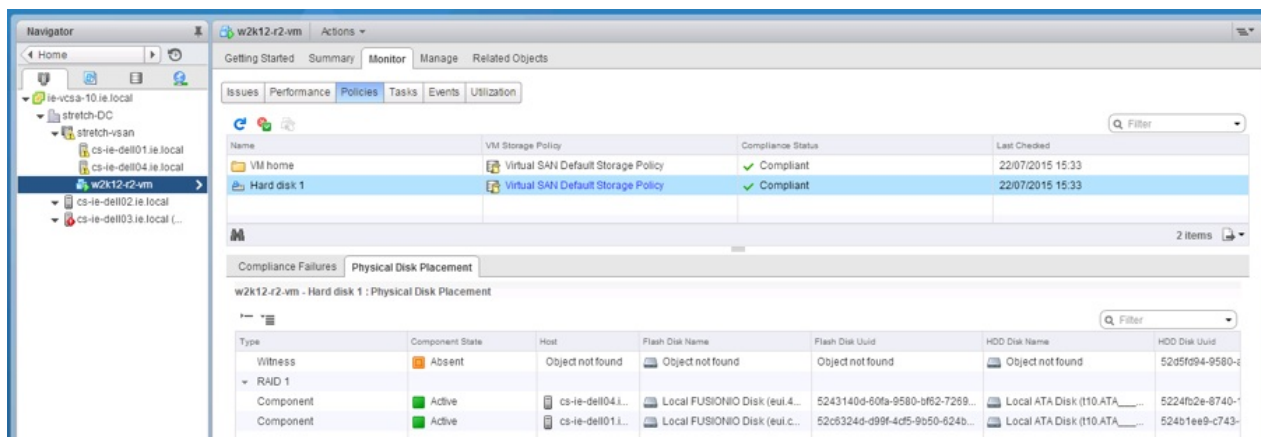 Navigator
w2k12-r2-vm Actions
Home
Getting Started Summary Monitor Manage Related Objects
ie-vcsa-10.ie.local
stretch-DC
stretch-vsan
cs-ie-dell01.ie.local
cs-ie-dell04.ie.local
w2k12-r2-vm
cs-ie-dell02.ie.local
cs-ie-dell03.ie.local (...
Issues Performance Policies Tasks Events Utilization
Filter
Name VM Storage Policy Compliance Status Last Checked
VM home Virtual SAN Default Storage Policy Compliant 22/07/2015 15:33
Hard disk 1 Virtual SAN Default Storage Policy Compliant 22/07/2015 15:33
2 items
Compliance Failures Physical Disk Placement
w2k12-r2-vm - Hard disk 1 : Physical Disk Placement
Filter
Type Component State Host Flash Disk Name Flash Disk Uuid HDD Disk Name HDD Disk Uuid
Witness Absent Object not found Object not found Object not found Object not found 52d5fd94-9580-
RAID 1
Component Active cs-ie-dell04.i... Local FUSIONIO Disk (eui.4... 5243140d-60fa-9580-bf62-7269... Local ATA Disk (t10.ATA___... 5224fb2e-8740-
Component Active cs-ie-dell01.i... Local FUSIONIO Disk (eui.c... 52c6324d-d99f-4df5-9b50-624b... Local ATA Disk (t10.ATA___... 524b1ee9-c743-